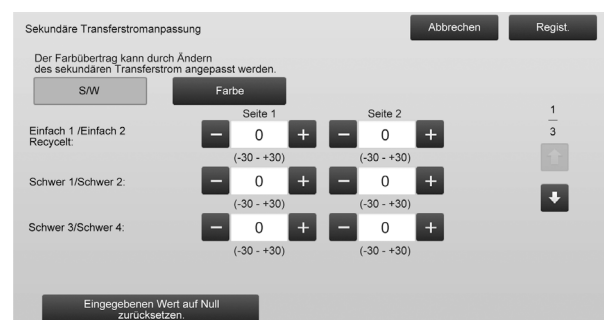 Sekundäre Transferstromanpassung
Abbrechen
Regist.
Der Farbübertrag kann durch Ändern
des sekundären Transferstrom angepasst werden.
S/W
Farbe
Seite 1
Seite 2
1
3
Einfach 1 /Einfach 2
Recycelt:
− 0 + − 0 +
(-30 - +30) (-30 - +30)
Schwer 1/Schwer 2:
− 0 + − 0 +
(-30 - +30) (-30 - +30)
Schwer 3/Schwer 4:
− 0 + − 0 +
(-30 - +30) (-30 - +30)
Eingegebenen Wert auf Null
zurücksetzen.